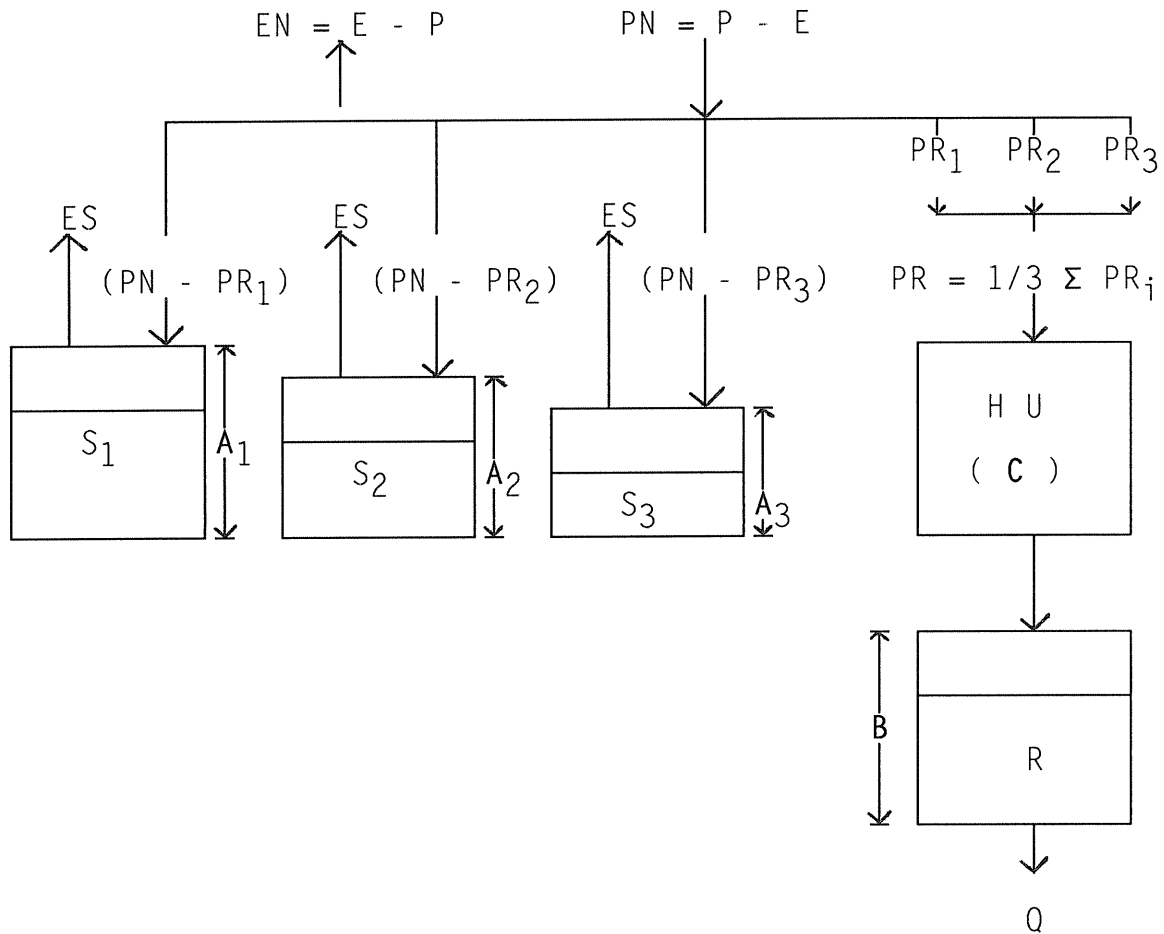 EN = E - P
PN = P - E
PR₁ PR₂ PR₃
ES
ES
ES
(PN - PR₁)
(PN - PR₂)
(PN - PR₃)
PR = 1/3 Σ PRᵢ
S₁
A₁
S₂
A₂
S₃
A₃
H U
( C )
B
R
Q